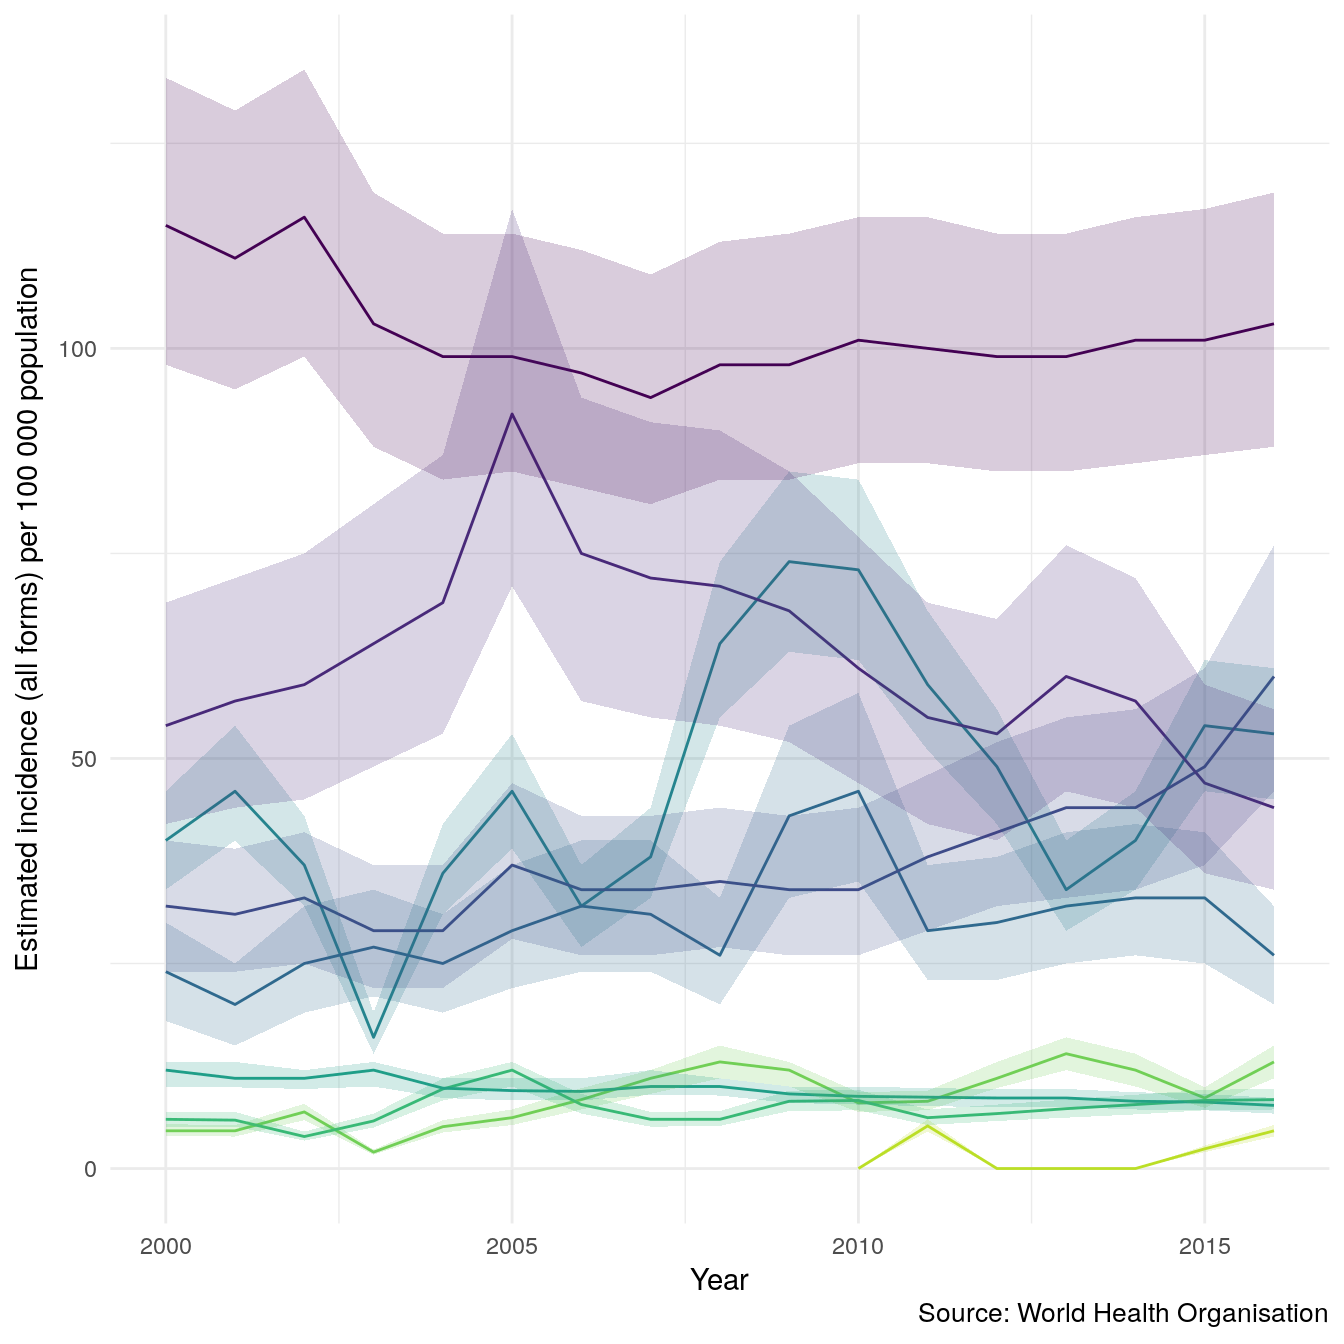 Estimated incidence (all forms) per 100 000 population
100
50
0
2000 2005 2010 2015
Year
Source: World Health Organisation